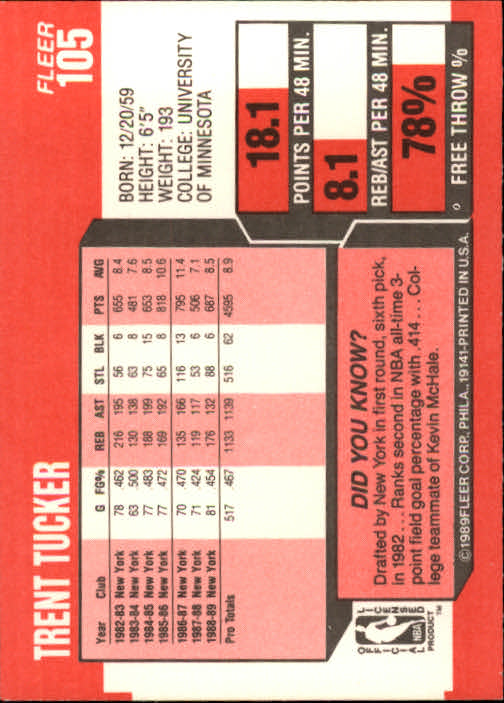 TRENT TUCKER
FLEER
105
BORN: 12/20/59
HEIGHT: 6'5"
WEIGHT: 193
COLLEGE: UNIVERSITY
OF MINNESOTA
18.1
POINTS PER 48 MIN.
8.1
REB/AST PER 48 MIN.
78%
FREE THROW %
Year Club G FG% REB AST STL BLK PTS AVG
1982-83 New York 78 .462 216 195 56 6 655 8.4
1983-84 New York 63 .500 130 138 63 8 481 7.6
1984-85 New York 77 .483 188 199 75 15 653 8.5
1985-86 New York 77 .472 169 192 65 8 818 10.6
1986-87 New York 70 .470 135 166 116 13 795 11.4
1987-88 New York 71 .424 119 117 53 6 506 7.1
1988-89 New York 81 .454 176 132 88 6 687 8.5
Pro Totals 517 .467 1133 1139 516 62 4595 8.9
DID YOU KNOW?
Drafted by New York in first round, sixth pick,
in 1982 . . . Ranks second in NBA all-time 3-
point field goal percentage with .414 . . . Col-
lege teammate of Kevin McHale.
OFFICIAL
LICENSED
NBA
PRODUCT™
©1989FLEER CORP., PHILA., 19141-PRINTED IN U.S.A.